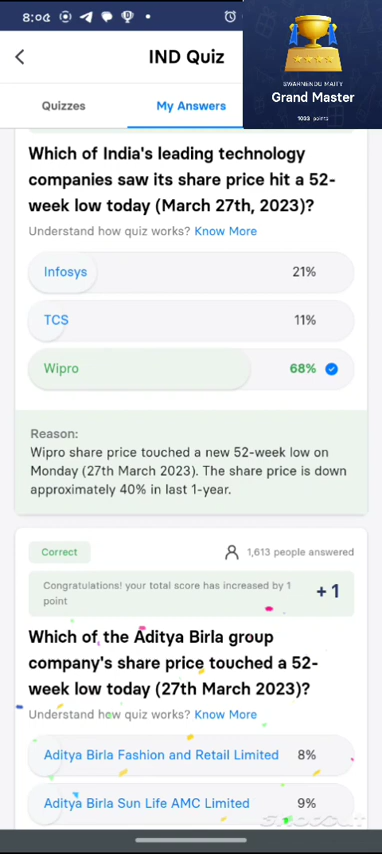 8:04
IND Quiz
SWARNENDU MAITY
Grand Master
1033 points
Quizzes
My Answers
Which of India's leading technology
companies saw its share price hit a 52-
week low today (March 27th, 2023)?
Understand how quiz works? Know More
Infosys 21%
TCS 11%
Wipro 68%
Reason:
Wipro share price touched a new 52-week low on
Monday (27th March 2023). The share price is down
approximately 40% in last 1-year.
Correct 1,613 people answered
Congratulations! your total score has increased by 1
point
+ 1
Which of the Aditya Birla group
company's share price touched a 52-
week low today (27th March 2023)?
Understand how quiz works? Know More
Aditya Birla Fashion and Retail Limited 8%
Aditya Birla Sun Life AMC Limited 9%
SHOTCUT